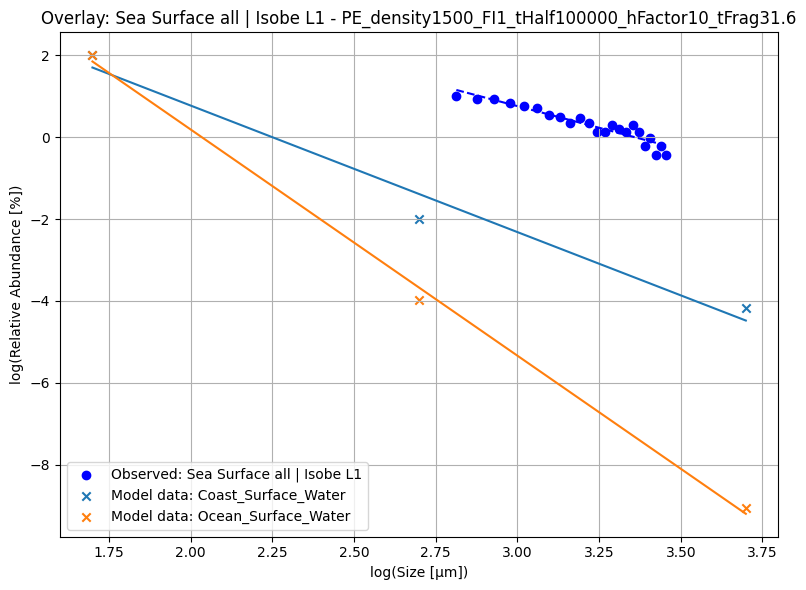 Overlay: Sea Surface all | Isobe L1 - PE_density1500_FI1_tHalf100000_hFactor10_tFrag31.6
2
0
−2
−4
−6
−8
log(Relative Abundance [%])
Observed: Sea Surface all | Isobe L1
Model data: Coast_Surface_Water
Model data: Ocean_Surface_Water
1.75 2.00 2.25 2.50 2.75 3.00 3.25 3.50 3.75
log(Size [μm])